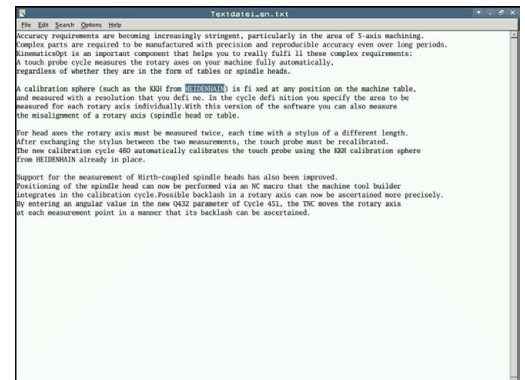 Textdatei_en.txt
File Edit Search Options Help
Accuracy requirements are becoming increasingly stringent, particularly in the area of 5-axis machining.
Complex parts are required to be manufactured with precision and reproducible accuracy even over long periods.
KinematicsOpt is an important component that helps you to really fulfi ll these complex requirements:
A touch probe cycle measures the rotary axes on your machine fully automatically,
regardless of whether they are in the form of tables or spindle heads.
A calibration sphere (such as the KKH from HEIDENHAIN) is fi xed at any position on the machine table,
and measured with a resolution that you defi ne. In the cycle defi nition you specify the area to be
measured for each rotary axis individually.With this version of the software you can also measure
the misalignment of a rotary axis (spindle head or table.
For head axes the rotary axis must be measured twice, each time with a stylus of a different length.
After exchanging the stylus between the two measurements, the touch probe must be recalibrated.
The new calibration cycle 460 automatically calibrates the touch probe using the KKH calibration sphere
from HEIDENHAIN already in place.
Support for the measurement of Hirth-coupled spindle heads has also been improved.
Positioning of the spindle head can now be performed via an NC macro that the machine tool builder
integrates in the calibration cycle.Possible backlash in a rotary axis can now be ascertained more precisely.
By entering an angular value in the new Q432 parameter of Cycle 451, the TNC moves the rotary axis
at each measurement point in a manner that its backlash can be ascertained.